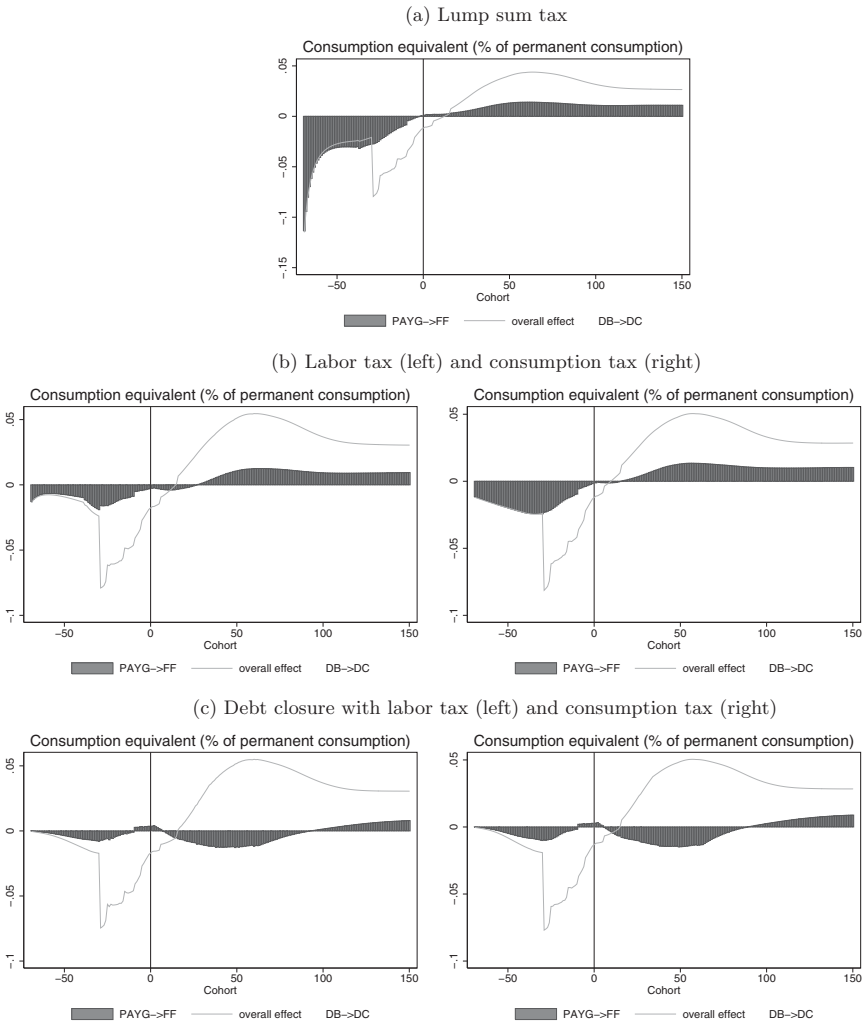 (a) Lump sum tax
Consumption equivalent (% of permanent consumption)
.05
0
-.05
-.1
-.15
-50 0 50 100 150
Cohort
PAYG->FF overall effect DB->DC
(b) Labor tax (left) and consumption tax (right)
Consumption equivalent (% of permanent consumption)
.05
0
-.05
-.1
-50 0 50 100 150
Cohort
PAYG->FF overall effect DB->DC
Consumption equivalent (% of permanent consumption)
.05
0
-.05
-.1
-50 0 50 100 150
Cohort
PAYG->FF overall effect DB->DC
(c) Debt closure with labor tax (left) and consumption tax (right)
Consumption equivalent (% of permanent consumption)
.05
0
-.05
-.1
-50 0 50 100 150
Cohort
PAYG->FF overall effect DB->DC
Consumption equivalent (% of permanent consumption)
.05
0
-.05
-.1
-50 0 50 100 150
Cohort
PAYG->FF overall effect DB->DC